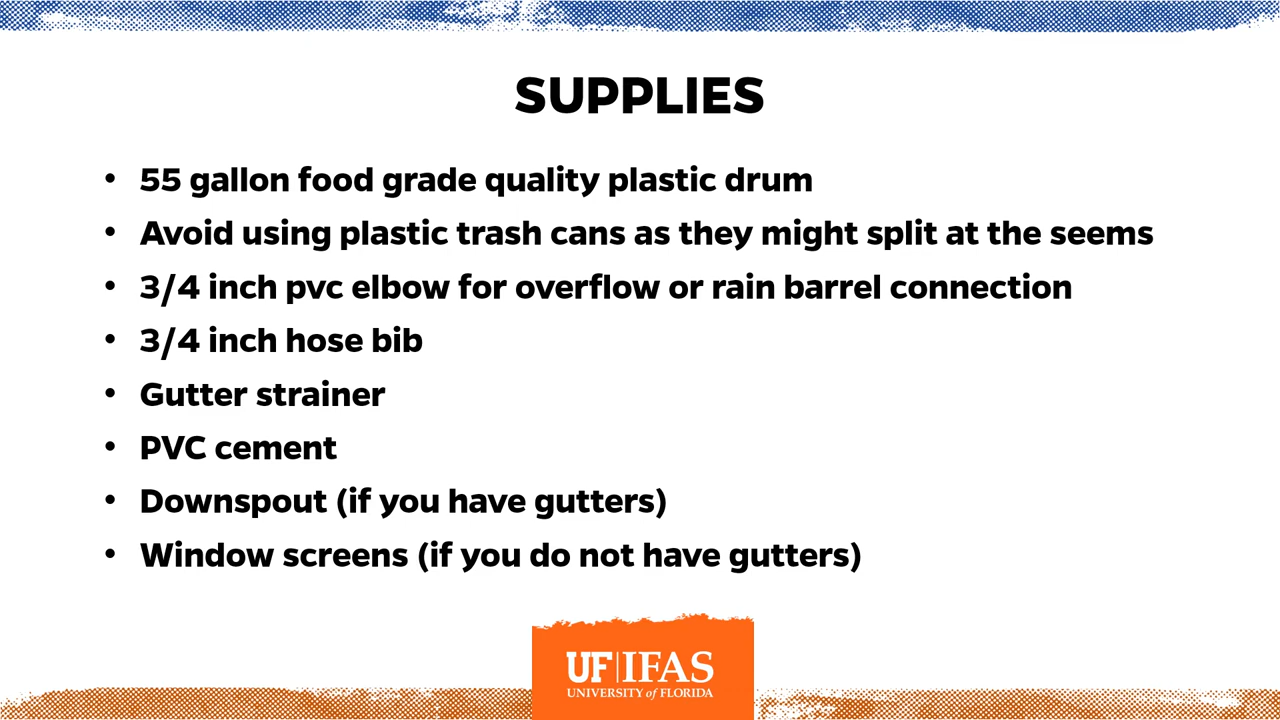 SUPPLIES
• 55 gallon food grade quality plastic drum
• Avoid using plastic trash cans as they might split at the seems
• 3/4 inch pvc elbow for overflow or rain barrel connection
• 3/4 inch hose bib
• Gutter strainer
• PVC cement
• Downspout (if you have gutters)
• Window screens (if you do not have gutters)
UF|IFAS
UNIVERSITY of FLORIDA